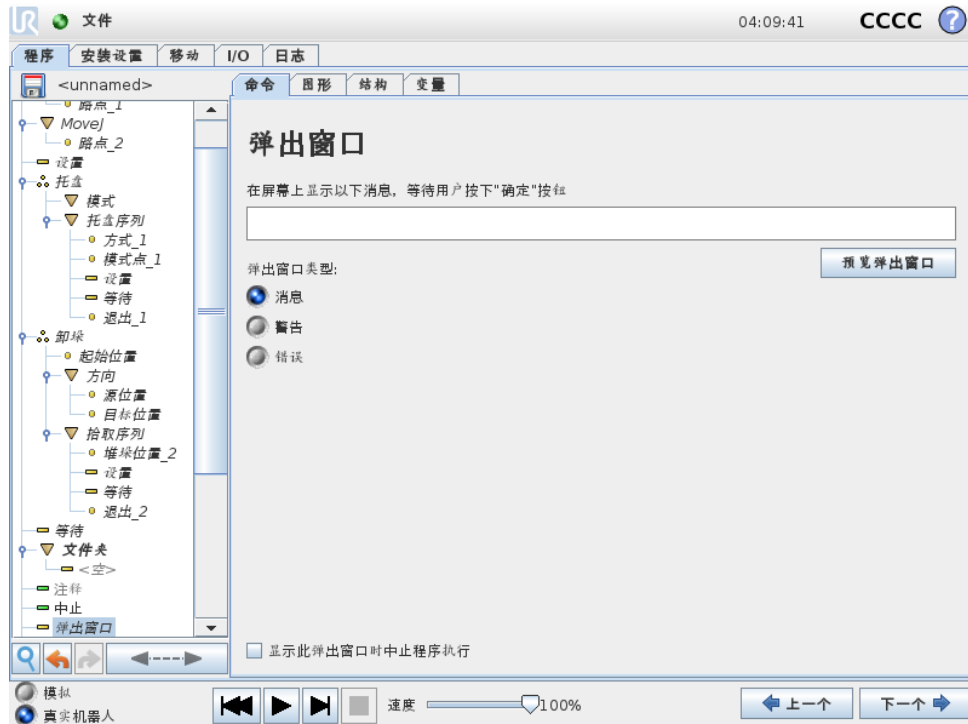 UR 文件 04:09:41 CCCC ?
程序 安装设置 移动 I/O 日志
<unnamed>
命令 图形 结构 变量
路点_1
MoveJ
路点_2
设置
托盘
模式
托盘序列
方式_1
模式点_1
设置
等待
退出_1
卸垛
起始位置
方向
源位置
目标位置
拾取序列
堆垛位置_2
设置
等待
退出_2
等待
文件夹
<空>
注释
中止
弹出窗口
弹出窗口
在屏幕上显示以下消息，等待用户按下"确定"按钮
预览弹出窗口
弹出窗口类型:
消息
警告
错误
显示此弹出窗口时中止程序执行
模拟
真实机器人
速度 100%
上一个 下一个